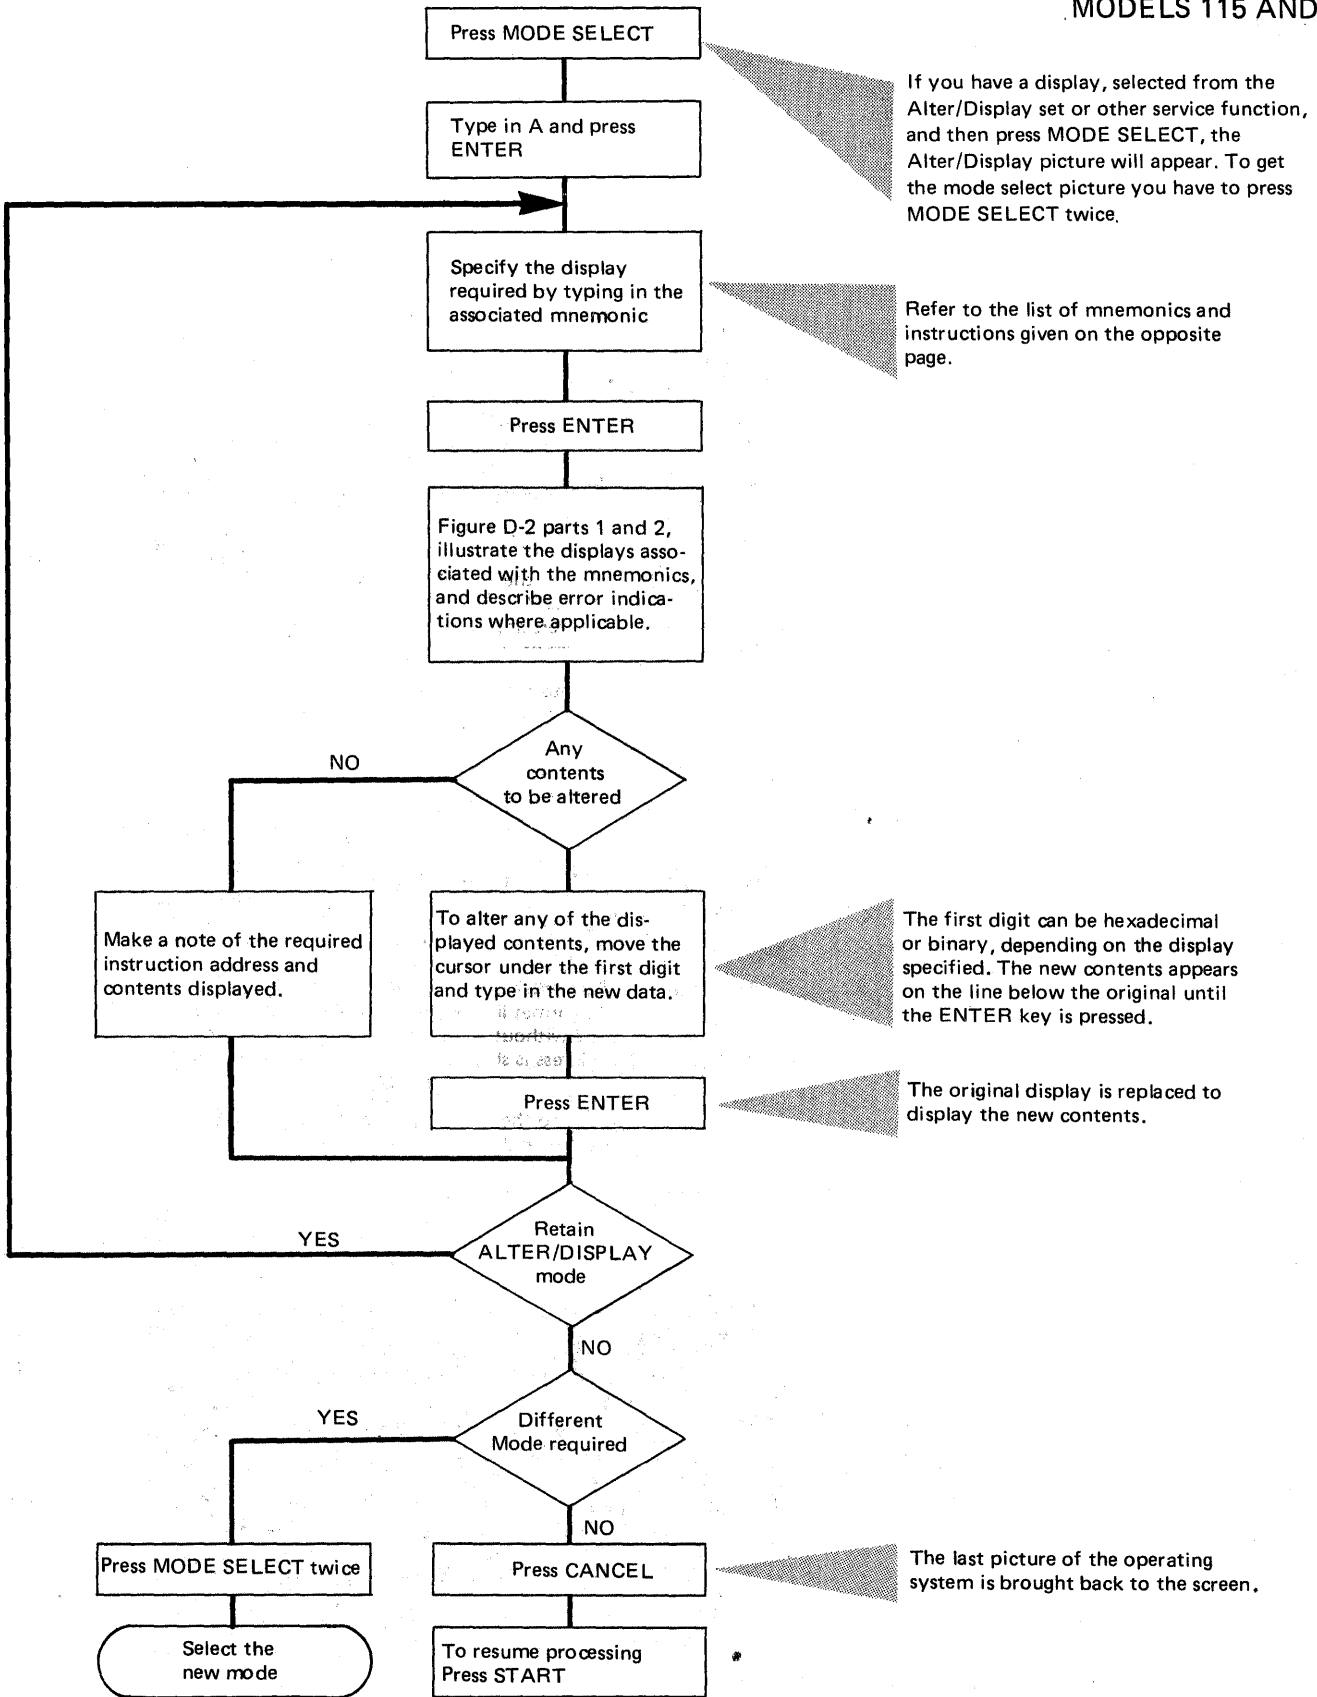 MODELS 115 AND
Press MODE SELECT
If you have a display, selected from the
Alter/Display set or other service function,
and then press MODE SELECT, the
Alter/Display picture will appear. To get
the mode select picture you have to press
MODE SELECT twice.
Type in A and press
ENTER
Specify the display
required by typing in the
associated mnemonic
Refer to the list of mnemonics and
instructions given on the opposite
page.
Press ENTER
Figure D-2 parts 1 and 2,
illustrate the displays asso-
ciated with the mnemonics,
and describe error indica-
tions where applicable.
Any
contents
to be altered
NO
Make a note of the required
instruction address and
contents displayed.
To alter any of the dis-
played contents, move the
cursor under the first digit
and type in the new data.
The first digit can be hexadecimal
or binary, depending on the display
specified. The new contents appears
on the line below the original until
the ENTER key is pressed.
Press ENTER
The original display is replaced to
display the new contents.
Retain
ALTER/DISPLAY
mode
YES
NO
Different
Mode required
YES
NO
Press MODE SELECT twice
Press CANCEL
The last picture of the operating
system is brought back to the screen.
Select the
new mode
To resume processing
Press START